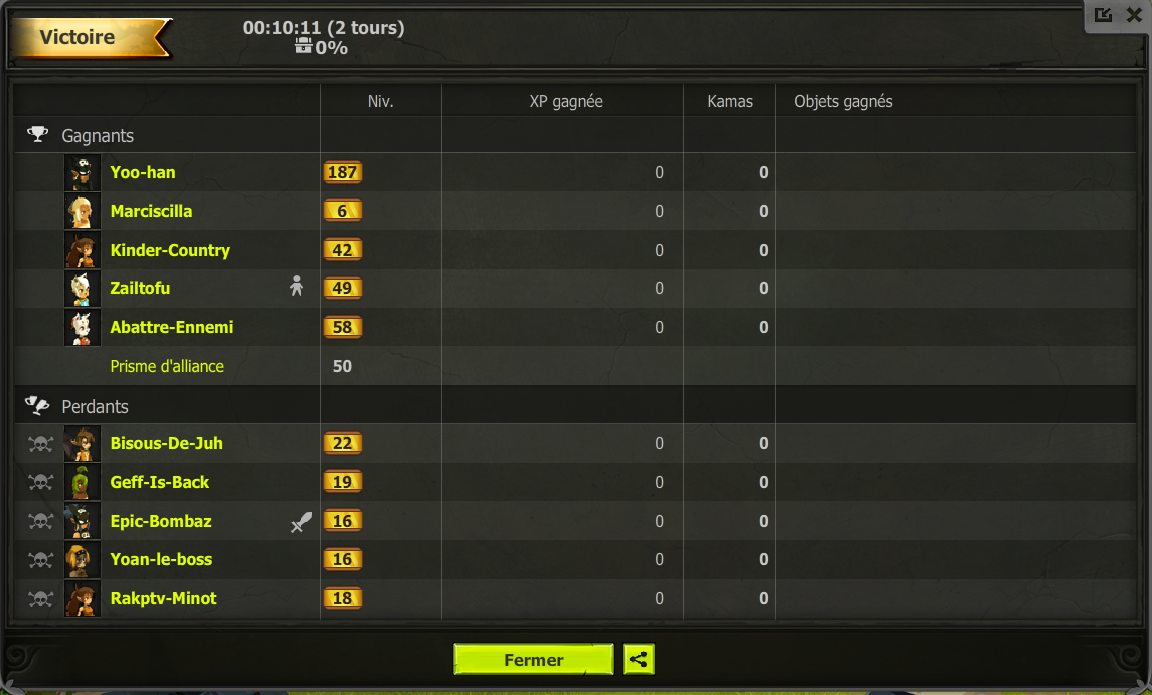 Victoire
00:10:11 (2 tours)
0%
Niv. XP gagnée Kamas Objets gagnés
Gagnants
Yoo-han 187 0 0
Marciscilla 6 0 0
Kinder-Country 42 0 0
Zailtofu 49 0 0
Abattre-Ennemi 58 0 0
Prisme d'alliance 50
Perdants
Bisous-De-Juh 22 0 0
Geff-Is-Back 19 0 0
Epic-Bombaz 16 0 0
Yoan-le-boss 16 0 0
Rakptv-Minot 18 0 0
Fermer